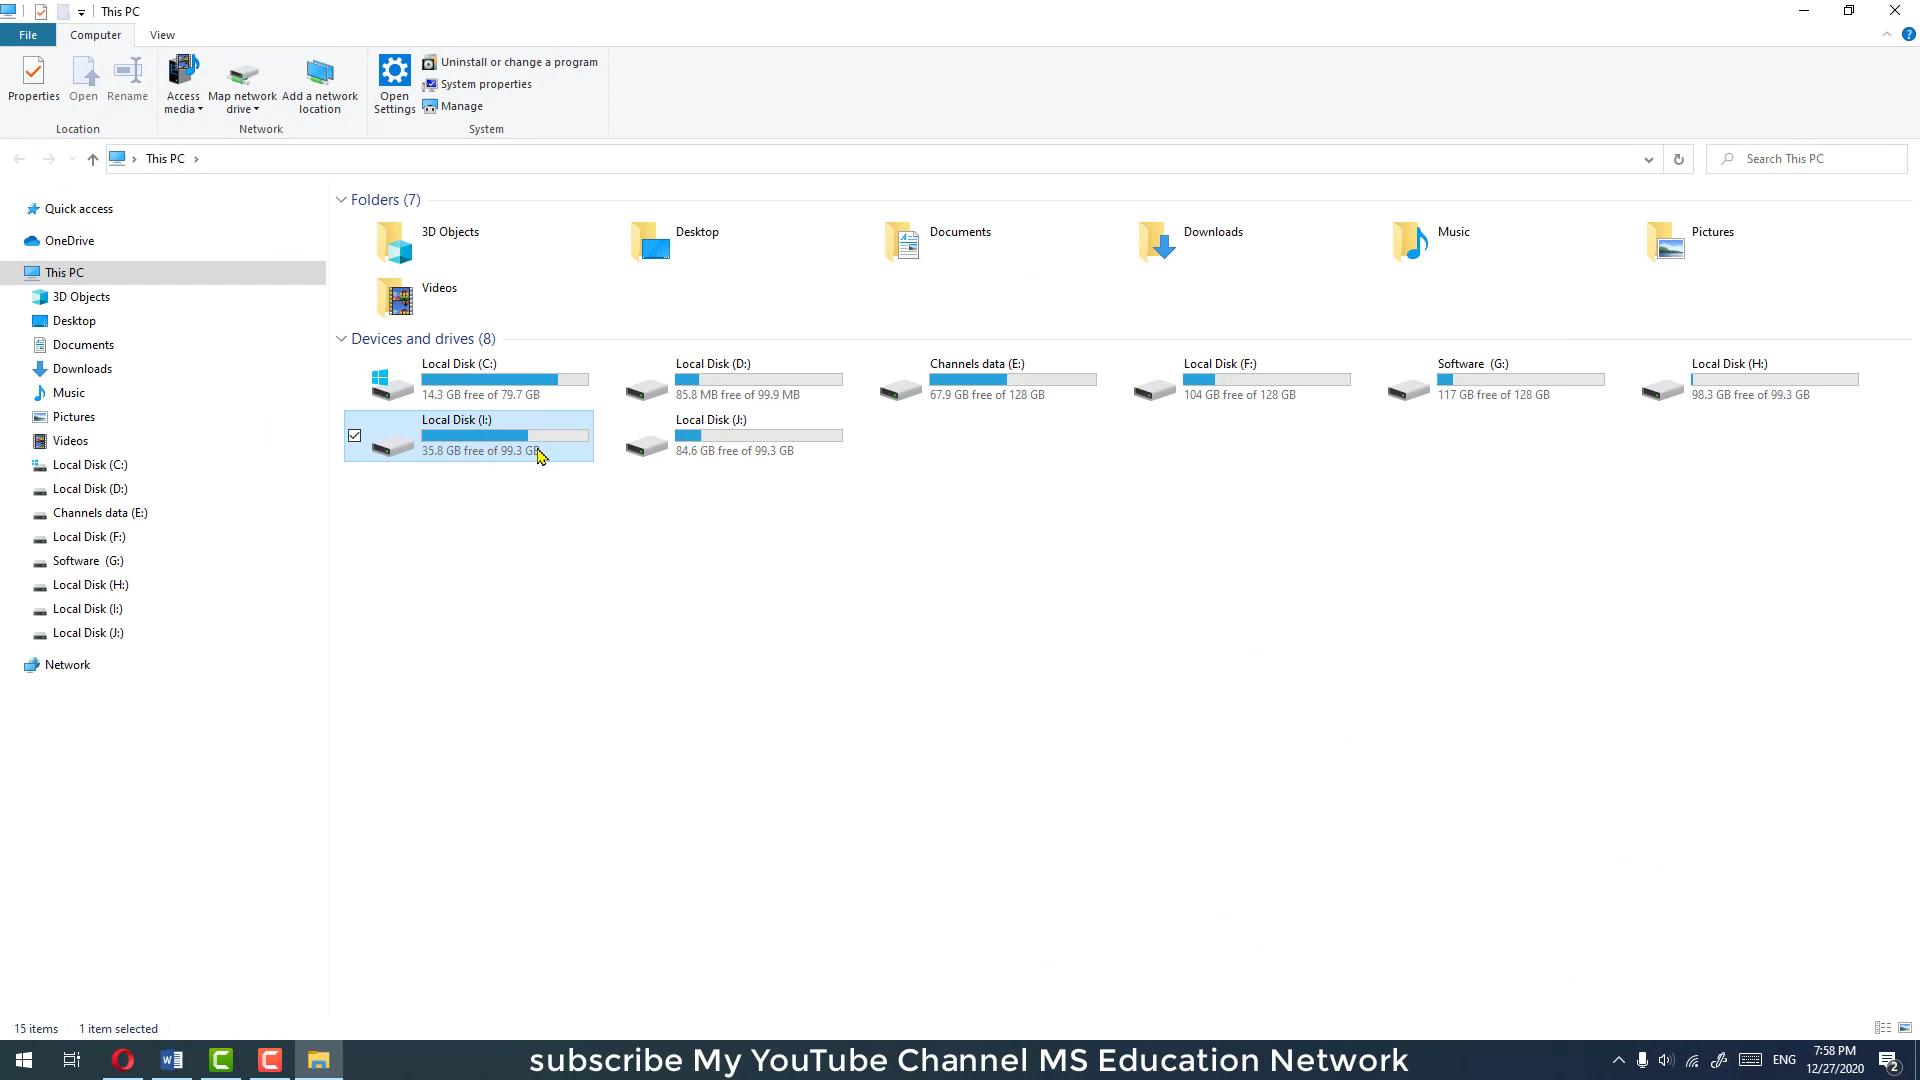 This PC
File
Computer
View
Properties
Open
Rename
Access media
Map network drive
Add a network location
Open Settings
Uninstall or change a program
System properties
Manage
Location
Network
System
This PC
Search This PC
Quick access
OneDrive
This PC
3D Objects
Desktop
Documents
Downloads
Music
Pictures
Videos
Local Disk (C:)
Local Disk (D:)
Channels data (E:)
Local Disk (F:)
Software (G:)
Local Disk (H:)
Local Disk (I:)
Local Disk (J:)
Network
Folders (7)
3D Objects
Desktop
Documents
Downloads
Music
Pictures
Videos
Devices and drives (8)
Local Disk (C:)
14.3 GB free of 79.7 GB
Local Disk (D:)
85.8 MB free of 99.9 MB
Channels data (E:)
67.9 GB free of 128 GB
Local Disk (F:)
104 GB free of 128 GB
Software (G:)
117 GB free of 128 GB
Local Disk (H:)
98.3 GB free of 99.3 GB
Local Disk (I:)
35.8 GB free of 99.3 GB
Local Disk (J:)
84.6 GB free of 99.3 GB
15 items
1 item selected
subscribe My YouTube Channel MS Education Network
ENG
7:58 PM
12/27/2020
2